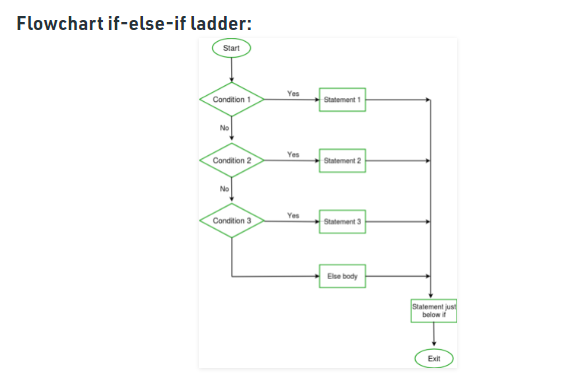 Flowchart if-else-if ladder:
Start
Condition 1
Yes
Statement 1
No
Condition 2
Yes
Statement 2
No
Condition 3
Yes
Statement 3
Else body
Statement just
below if
Exit